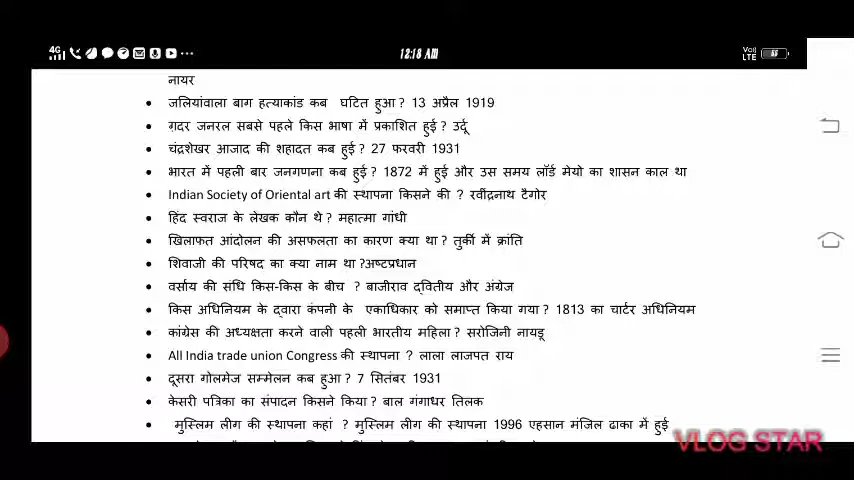 4G 12:18 AM Vo) LTE 65
नायर
• जलियांवाला बाग हत्याकांड कब घटित हुआ ? 13 अप्रैल 1919
• ग़दर जनरल सबसे पहले किस भाषा में प्रकाशित हुई ? उर्दू
• चंद्रशेखर आजाद की शहादत कब हुई ? 27 फरवरी 1931
• भारत में पहली बार जनगणना कब हुई ? 1872 में हुई और उस समय लॉर्ड मेयो का शासन काल था
• Indian Society of Oriental art की स्थापना किसने की ? रवींद्रनाथ टैगोर
• हिंद स्वराज के लेखक कौन थे ? महात्मा गांधी
• खिलाफत आंदोलन की असफलता का कारण क्या था ? तुर्की में क्रांति
• शिवाजी की परिषद का क्या नाम था ?अष्टप्रधान
• वर्साय की संधि किस-किस के बीच ? बाजीराव द्वितीय और अंग्रेज
• किस अधिनियम के द्वारा कंपनी के एकाधिकार को समाप्त किया गया ? 1813 का चार्टर अधिनियम
• कांग्रेस की अध्यक्षता करने वाली पहली भारतीय महिला ? सरोजिनी नायडू
• All India trade union Congress की स्थापना ? लाला लाजपत राय
• दूसरा गोलमेज सम्मेलन कब हुआ ? 7 सितंबर 1931
• केसरी पत्रिका का संपादन किसने किया ? बाल गंगाधर तिलक
• मुस्लिम लीग की स्थापना कहां ? मुस्लिम लीग की स्थापना 1996 एहसान मंजिल ढाका में हुई
VLOG STAR